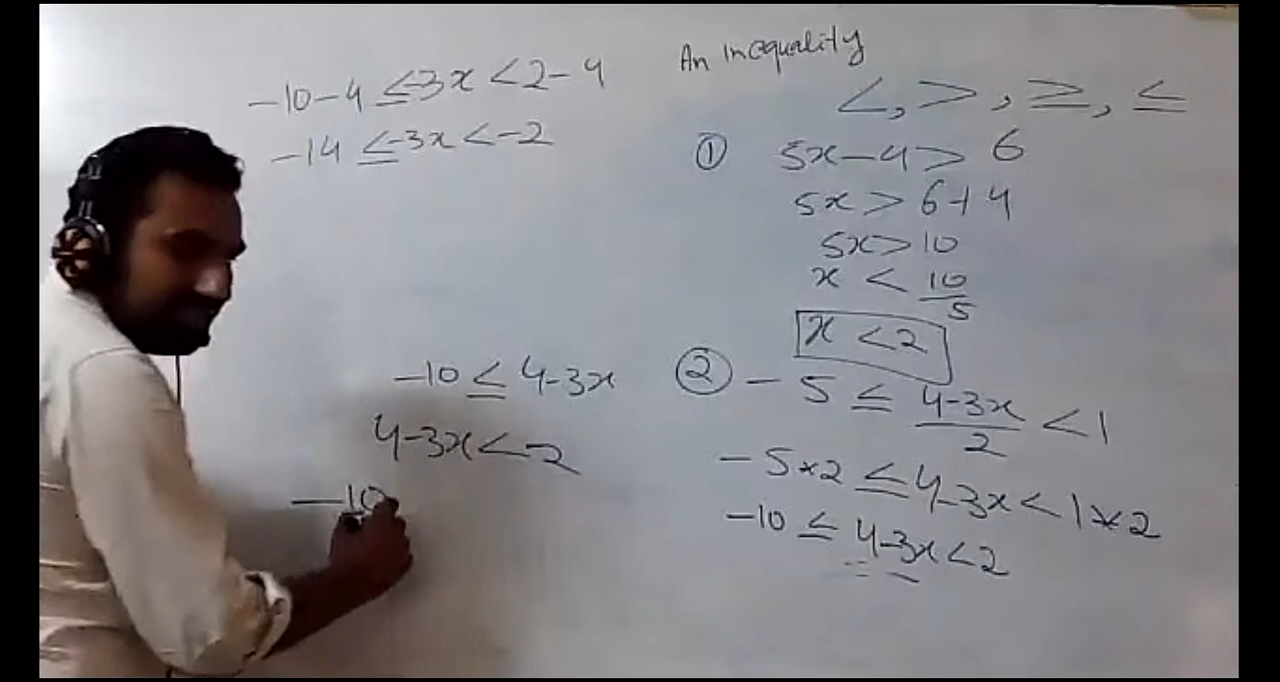 -10-4 ≤ -3x < 2-4
-14 ≤ -3x < -2
-10 ≤ 4-3x
4-3x < -2
-10
An Inequality
<, >, ≥, ≤
① 5x-4 > 6
5x > 6+4
5x > 10
x < 10/5
x < 2
② -5 ≤ 4-3x/2 < 1
-5*2 ≤ 4-3x < 1*2
-10 ≤ 4-3x < 2